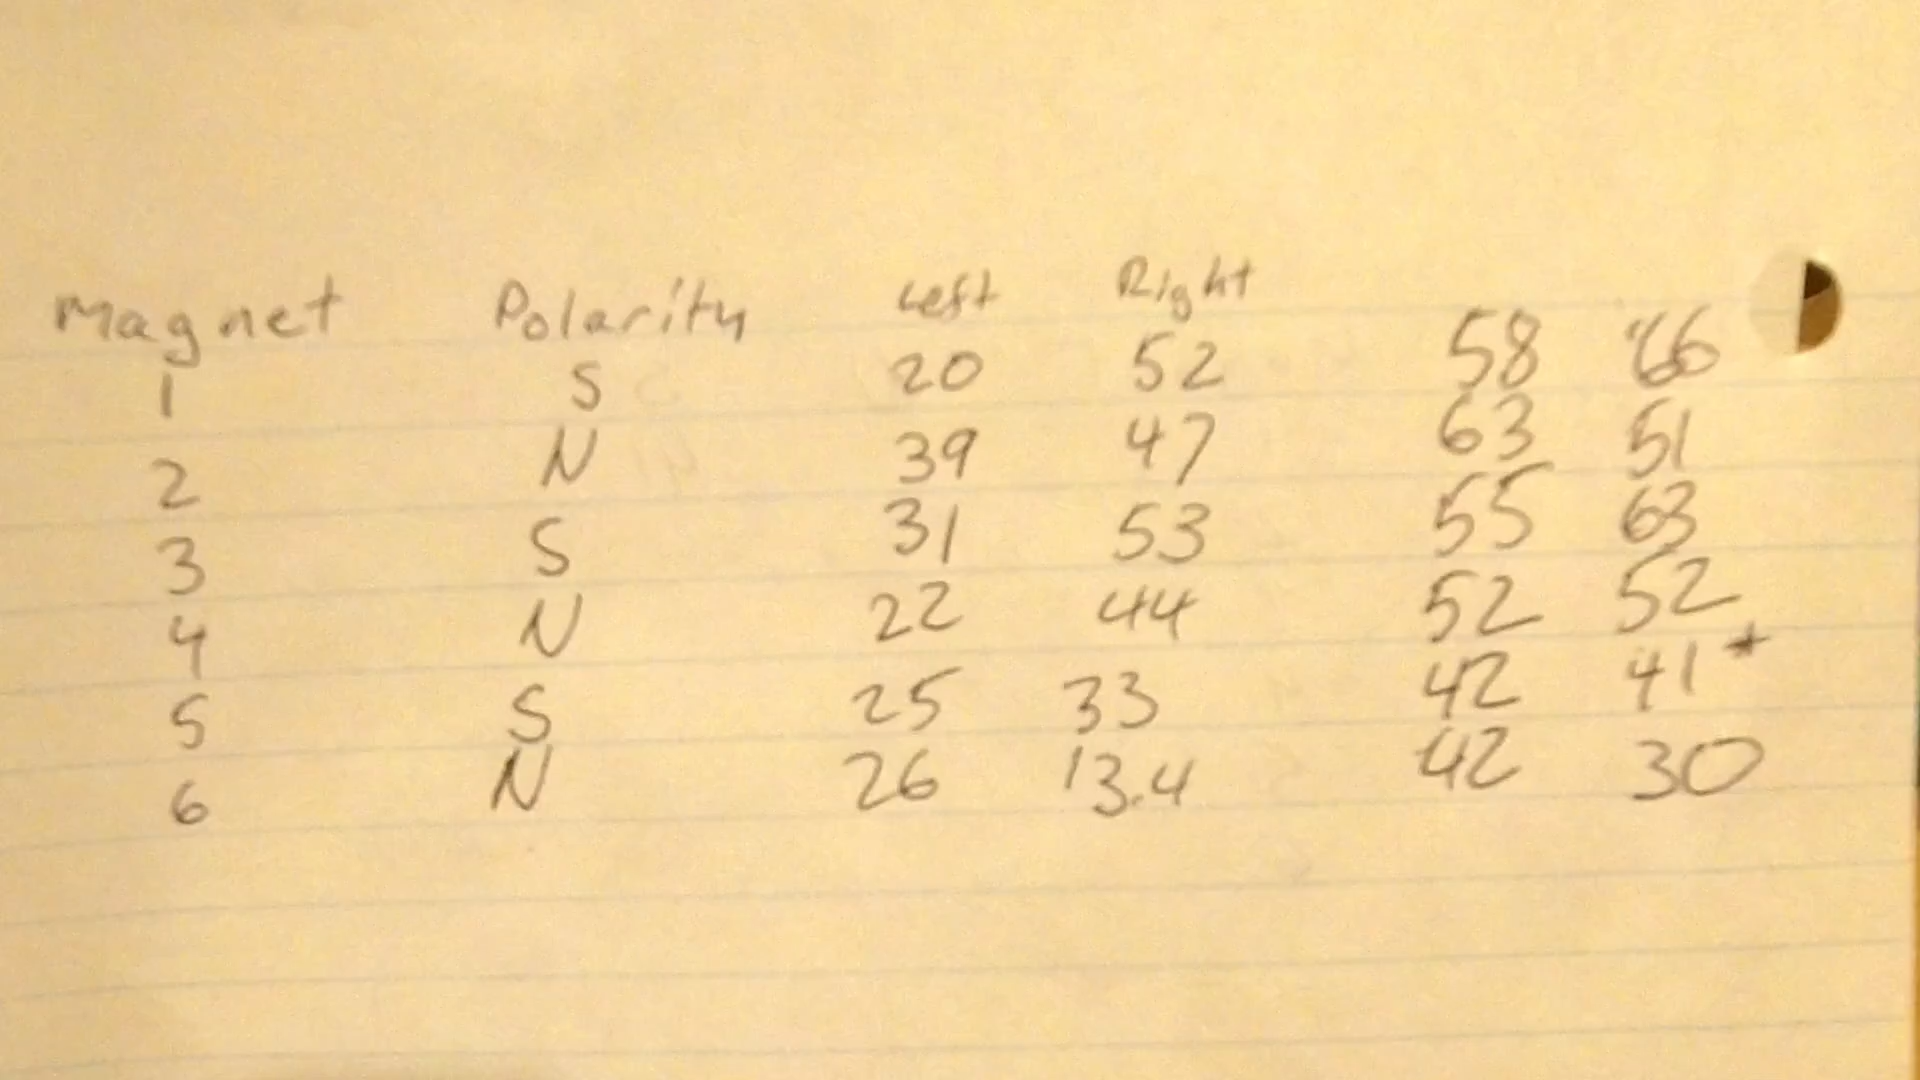 Magnet Polarity Left Right
1 S 20 52 58 66
2 N 39 47 63 51
3 S 31 53 55 63
4 N 22 44 52 52
5 S 25 33 42 41*
6 N 26 13.4 42 30